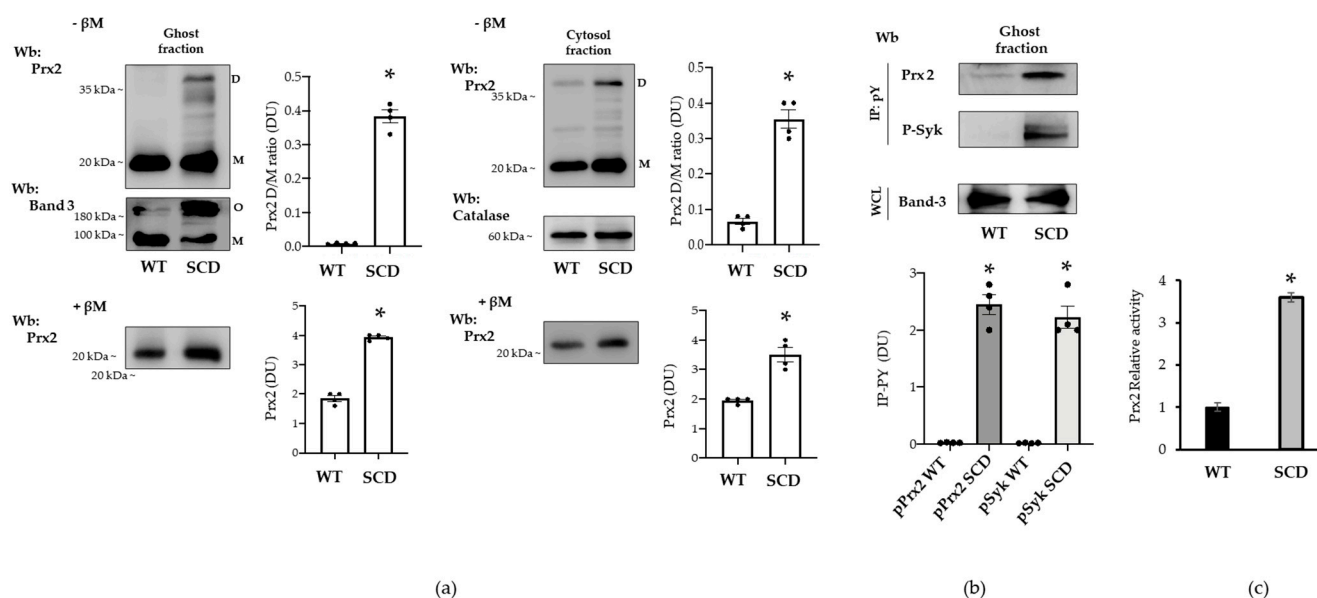 - βM
Wb:
Prx2
Ghost
fraction
35 kDa ~
20 kDa ~
D
M
Wb:
Band 3
180 kDa ~
100 kDa ~
O
M
WT SCD
Prx2 D/M ratio (DU)
0.5
0.4
0.3
0.2
0.1
0.0
*
WT SCD
+ βM
Wb:
Prx2
20 kDa ~
20 kDa ~
Prx2 (DU)
5
4
3
2
1
0
*
WT SCD
- βM
Wb:
Prx2
Cytosol
fraction
35 kDa ~
20 kDa ~
D
M
Wb:
Catalase
60 kDa ~
WT SCD
Prx2 D/M ratio (DU)
0.5
0.4
0.3
0.2
0.1
0.0
*
WT SCD
+ βM
Wb:
Prx2
20 kDa ~
Prx2 (DU)
5
4
3
2
1
0
*
WT SCD
(a)
Wb
Ghost
fraction
IP: pY
Prx 2
P-Syk
WCL
Band-3
WT SCD
IP-PY (DU)
3
2
1
0
* *
pPrx2 WT
pPrx2 SCD
pSyk WT
pSyk SCD
(b)
Prx2 Relative activity
4
3
2
1
0
*
WT SCD
(c)